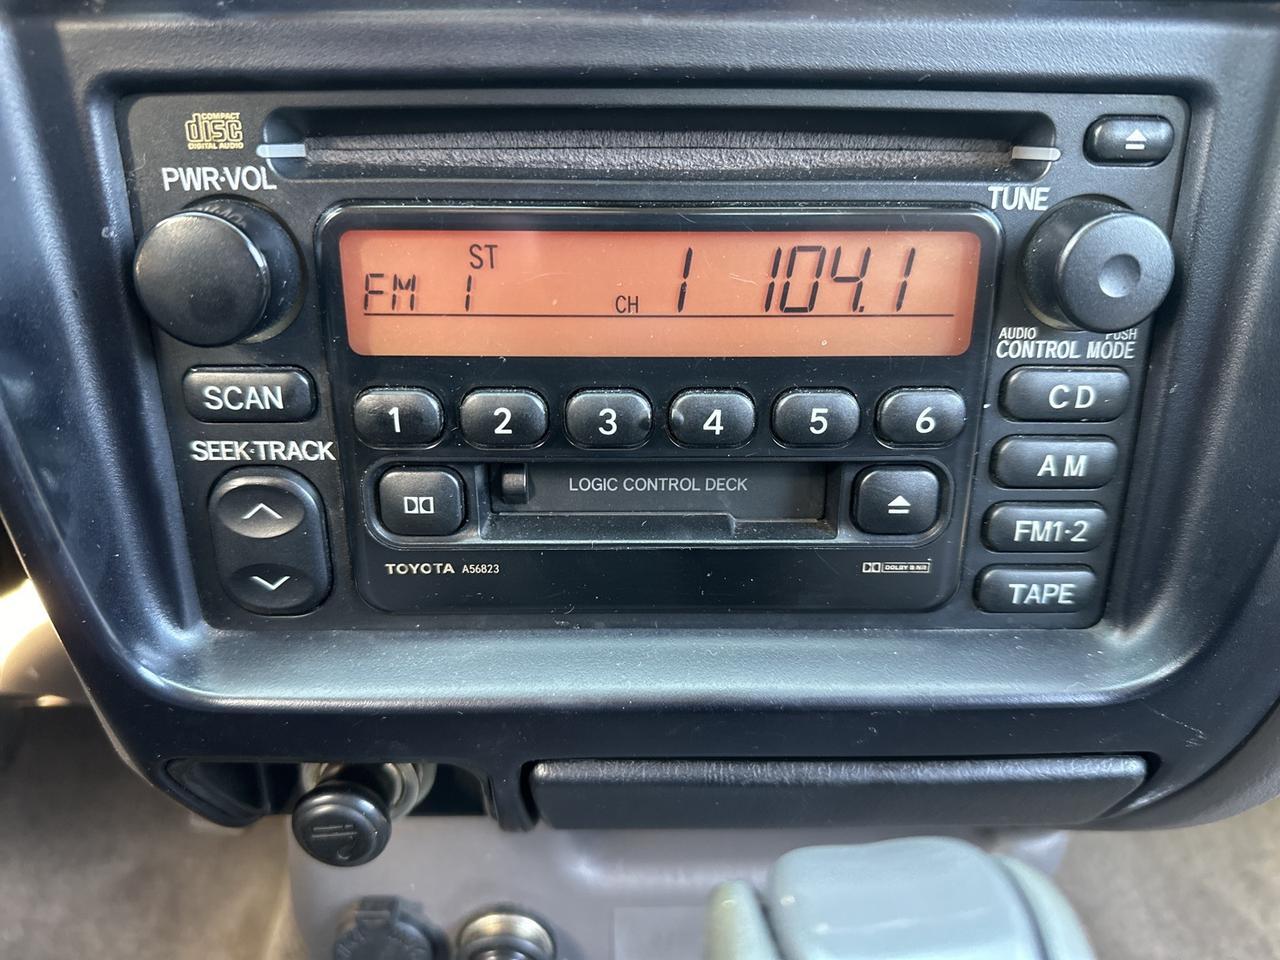 COMPACT
disc
DIGITAL AUDIO
PWR·VOL
TUNE
ST
FM 1
CH 1 104.1
AUDIO PUSH
CONTROL MODE
SCAN
1 2 3 4 5 6
CD
SEEK·TRACK
AM
LOGIC CONTROL DECK
FM1·2
TOYOTA A56823
DOLBY B NR
TAPE